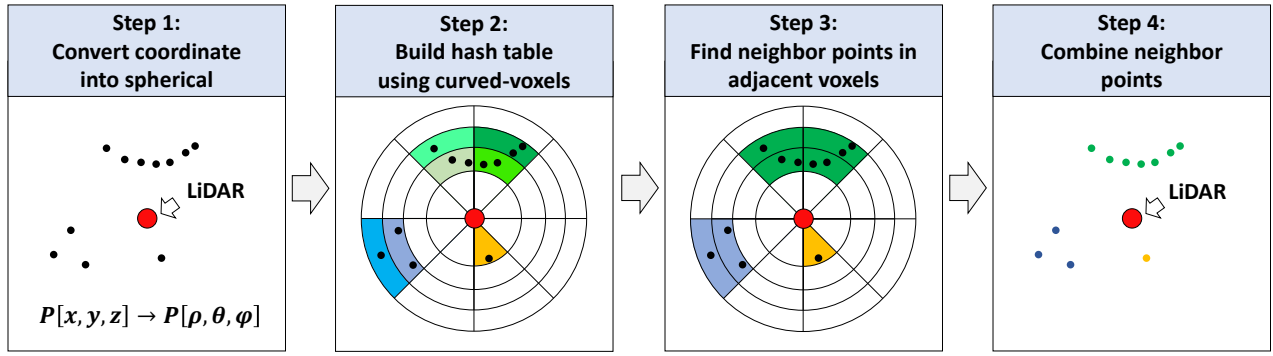 Step 1:
Convert coordinate
into spherical
LiDAR
P[x, y, z] → P[ρ, θ, φ]
Step 2:
Build hash table
using curved-voxels
Step 3:
Find neighbor points in
adjacent voxels
Step 4:
Combine neighbor
points
LiDAR